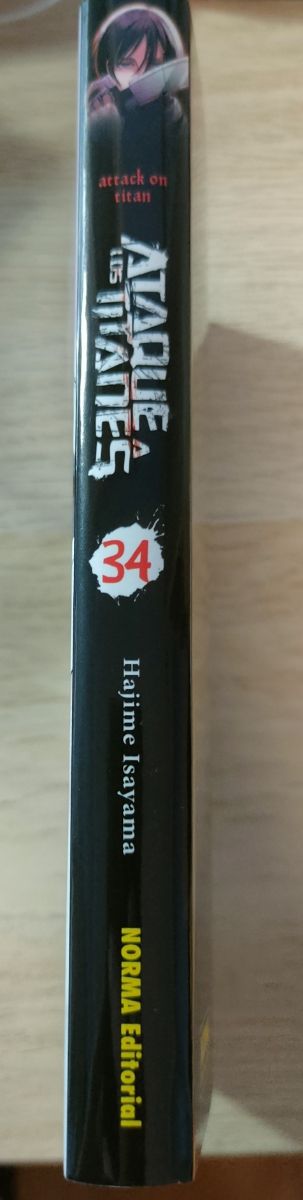 attack on
titan
ATAQUE A
LOS TITANES
34
Hajime Isayama
NORMA Editorial